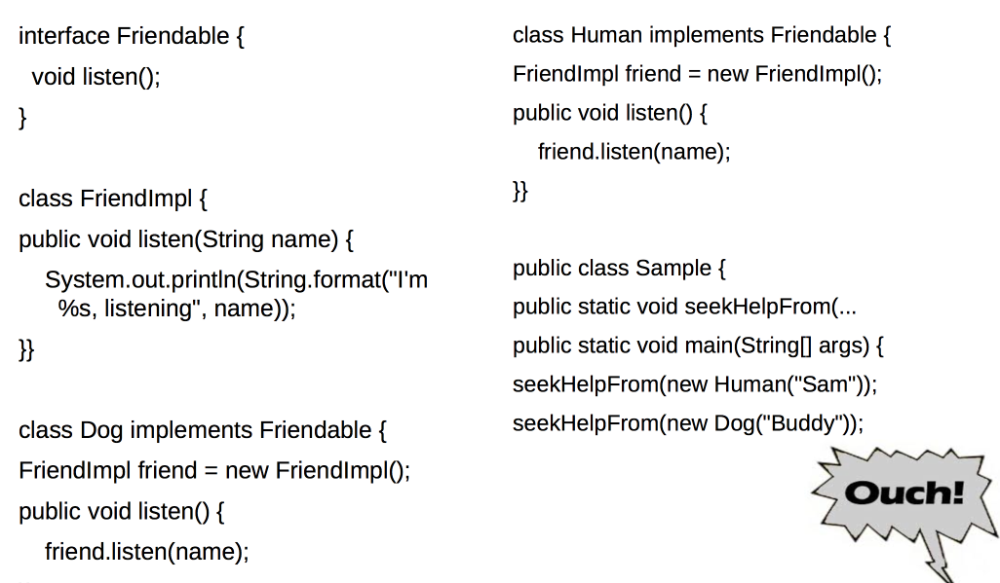 interface Friendable {
void listen();
}
class FriendImpl {
public void listen(String name) {
System.out.println(String.format("I'm
%s, listening", name));
}}
class Dog implements Friendable {
FriendImpl friend = new FriendImpl();
public void listen() {
friend.listen(name);
class Human implements Friendable {
FriendImpl friend = new FriendImpl();
public void listen() {
friend.listen(name);
}}
public class Sample {
public static void seekHelpFrom(...
public static void main(String[] args) {
seekHelpFrom(new Human("Sam"));
seekHelpFrom(new Dog("Buddy"));
Ouch!